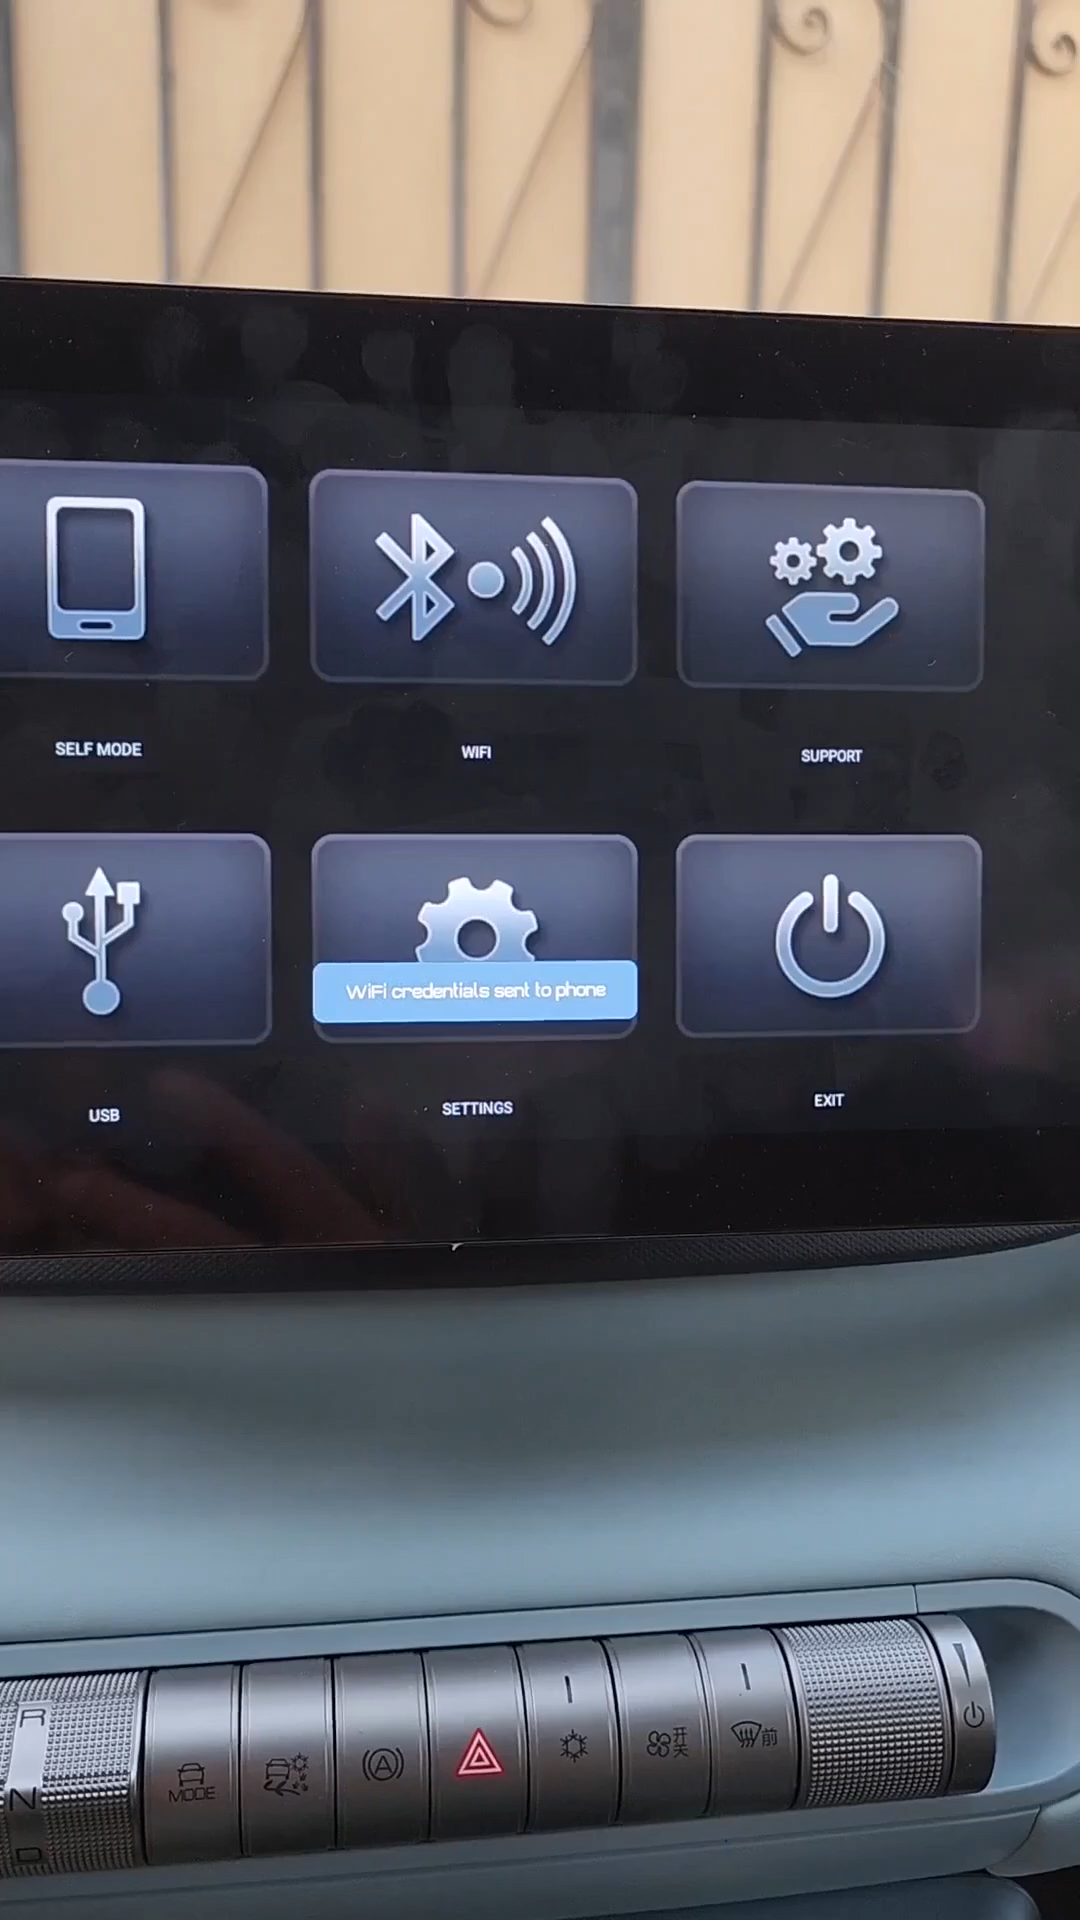 SELF MODE
WIFI
SUPPORT
WiFi credentials sent to phone
USB
SETTINGS
EXIT
R
N
D
MODE
A
开
关
前